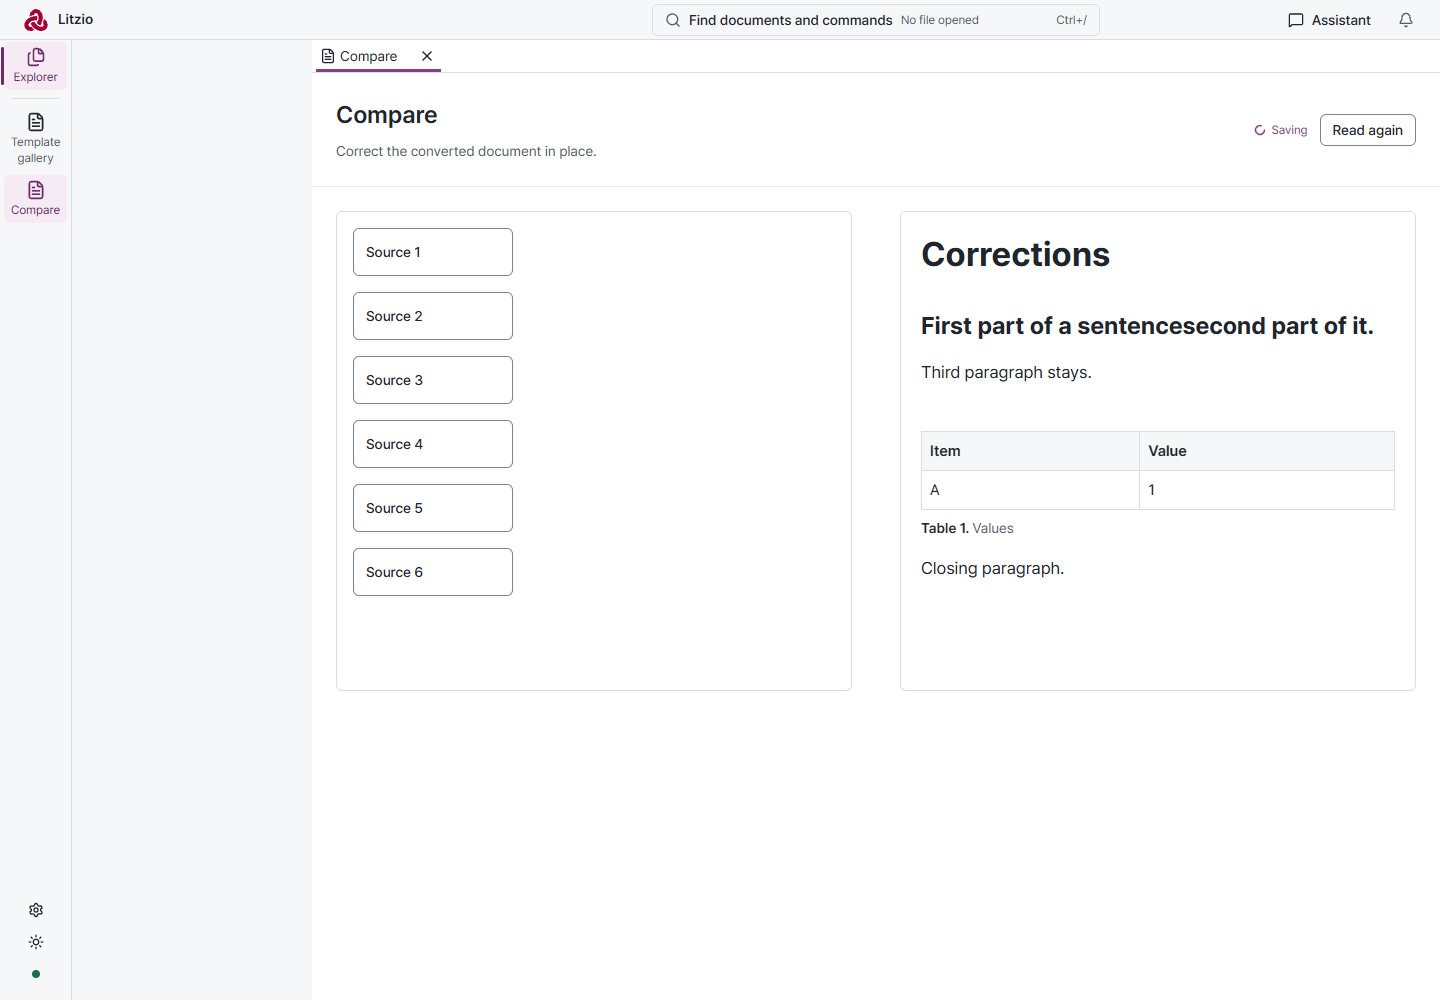 Litzio
Find documents and commands No file opened Ctrl+/
Assistant
Explorer
Template
gallery
Compare
Compare
Compare
Correct the converted document in place.
Saving
Read again
Source 1
Source 2
Source 3
Source 4
Source 5
Source 6
Corrections
First part of a sentencesecond part of it.
Third paragraph stays.
Item Value
A 1
Table 1. Values
Closing paragraph.